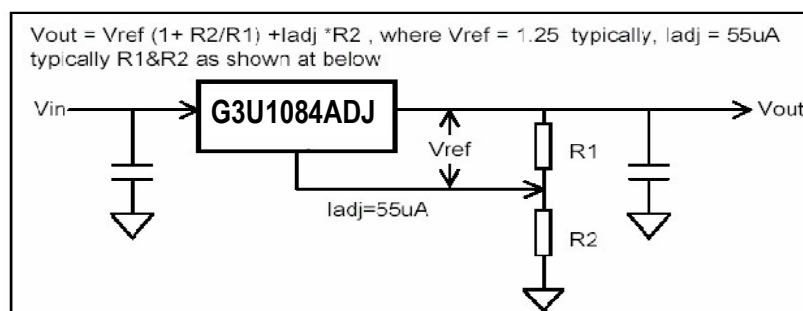 Vout = Vref (1+ R2/R1) +Iadj *R2 , where Vref = 1.25  typically, Iadj = 55uA
typically R1&R2 as shown at below
Vin
G3U1084ADJ
Vout
Vref
R1
Iadj=55uA
R2